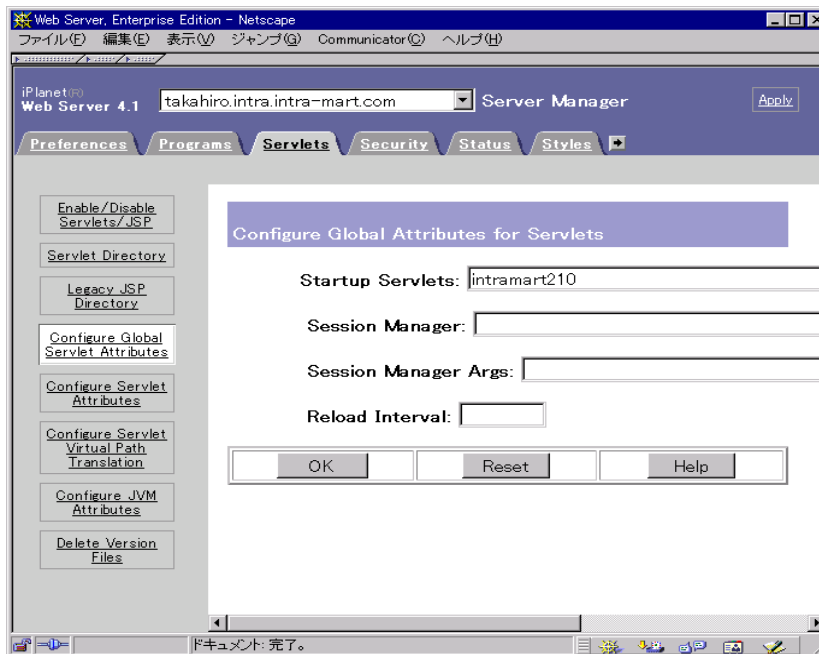 Web Server, Enterprise Edition - Netscape
ファイル(F) 編集(E) 表示(V) ジャンプ(G) Communicator(C) ヘルプ(H)
iPlanet(R)
Web Server 4.1
takahiro.intra.intra-mart.com
Server Manager
Apply
Preferences Programs Servlets Security Status Styles
Enable/Disable
Servlets/JSP
Servlet Directory
Legacy JSP
Directory
Configure Global
Servlet Attributes
Configure Servlet
Attributes
Configure Servlet
Virtual Path
Translation
Configure JVM
Attributes
Delete Version
Files
Configure Global Attributes for Servlets
Startup Servlets: intramart210
Session Manager:
Session Manager Args:
Reload Interval:
OK Reset Help
ドキュメント: 完了。